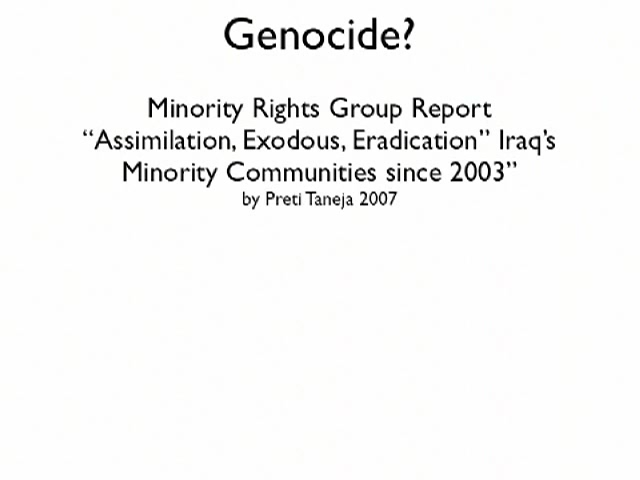 Genocide?
Minority Rights Group Report
“Assimilation, Exodous, Eradication” Iraq’s
Minority Communities since 2003”
by Preti Taneja 2007